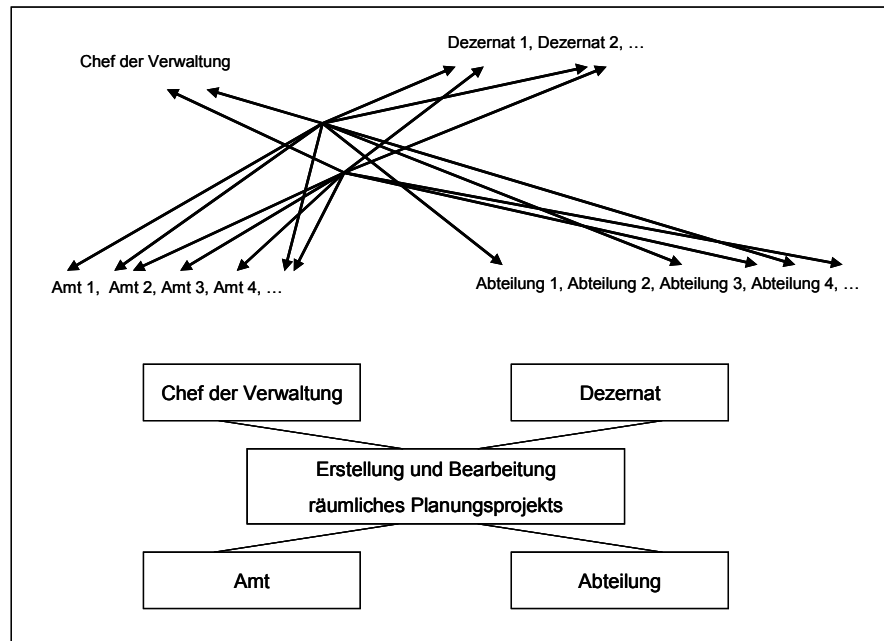 Dezernat 1, Dezernat 2, …
Chef der Verwaltung
Amt 1, Amt 2, Amt 3, Amt 4, …
Abteilung 1, Abteilung 2, Abteilung 3, Abteilung 4, …
Chef der Verwaltung
Dezernat
Erstellung und Bearbeitung
räumliches Planungsprojekts
Amt
Abteilung